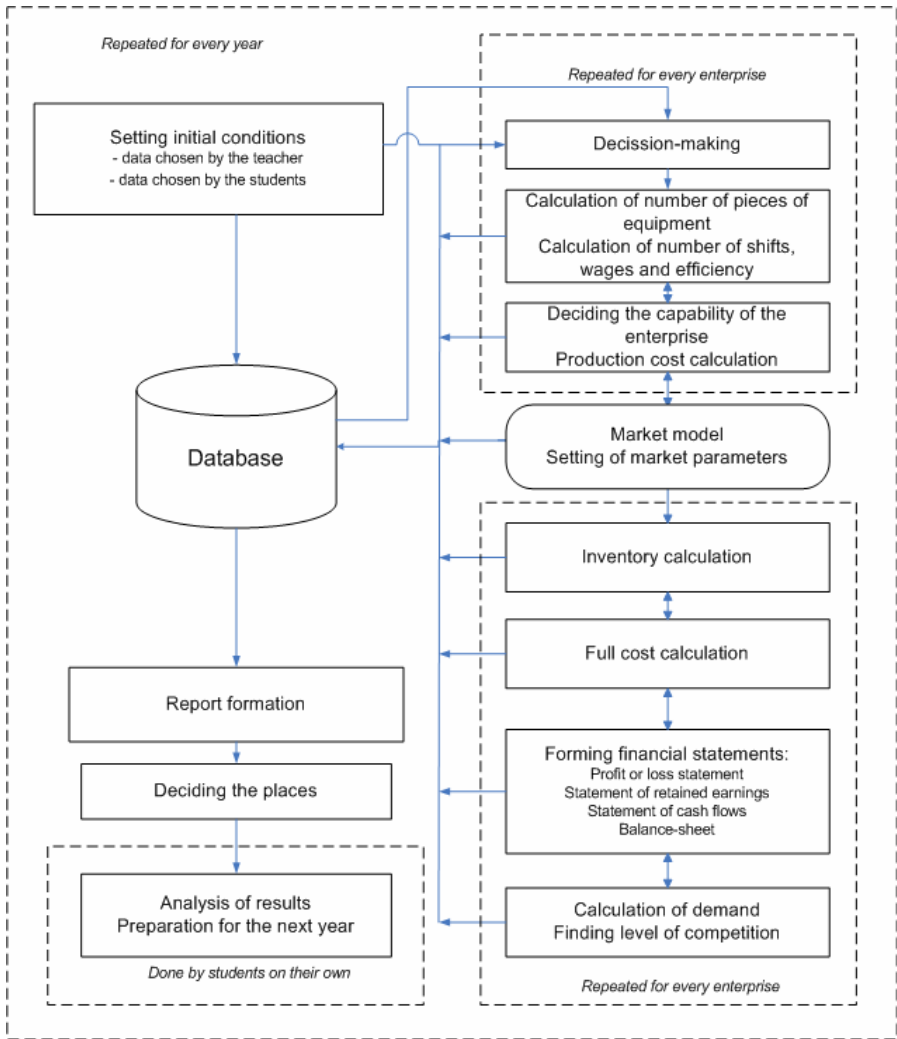 Repeated for every year
Setting initial conditions
- data chosen by the teacher
- data chosen by the students
Database
Report formation
Deciding the places
Analysis of results
Preparation for the next year
Done by students on their own
Repeated for every enterprise
Decission-making
Calculation of number of pieces of
equipment
Calculation of number of shifts,
wages and efficiency
Deciding the capability of the
enterprise
Production cost calculation
Market model
Setting of market parameters
Inventory calculation
Full cost calculation
Forming financial statements:
Profit or loss statement
Statement of retained earnings
Statement of cash flows
Balance-sheet
Calculation of demand
Finding level of competition
Repeated for every enterprise